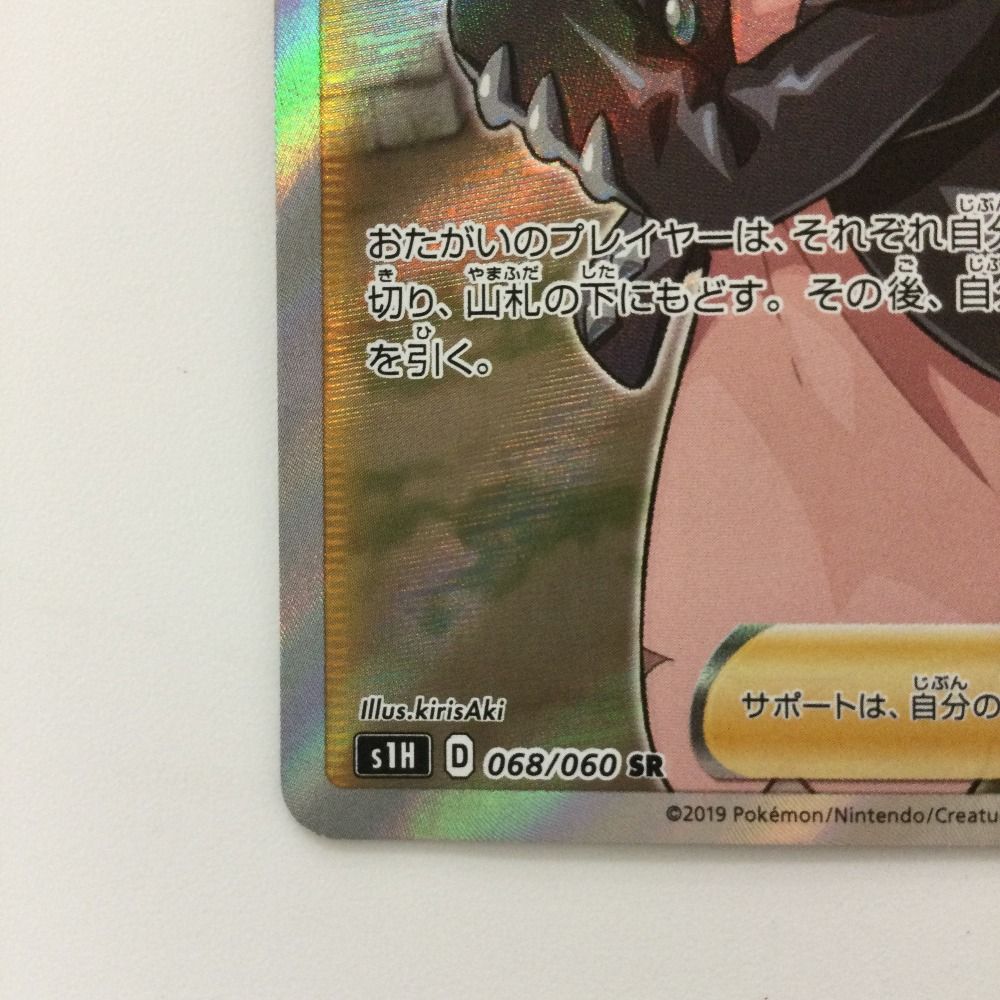 おたがいのプレイヤーは、それぞれ自分
切り、山札の下にもどす。その後、自分
を引く。
サポートは、自分の
Illus.kirisAki
s1H D 068/060 SR
©2019 Pokémon/Nintendo/Creatu